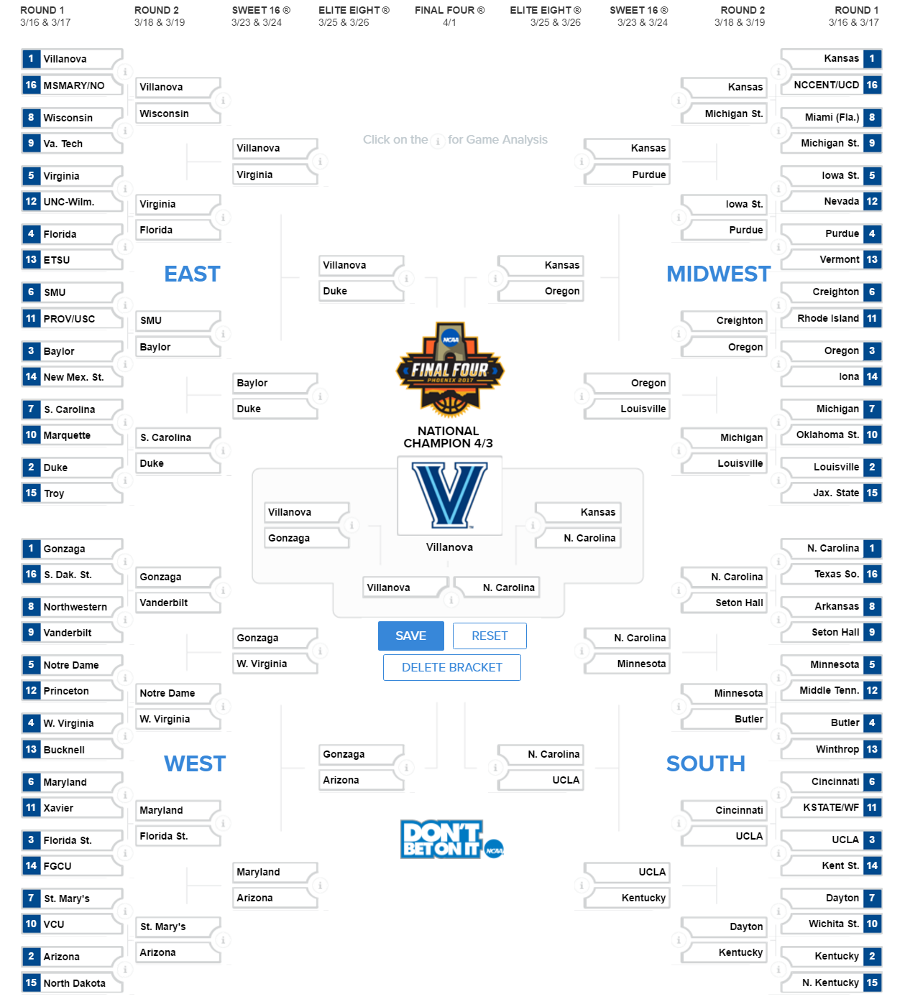 ROUND 1
3/16 & 3/17
ROUND 2
3/18 & 3/19
SWEET 16 ®
3/23 & 3/24
ELITE EIGHT ®
3/25 & 3/26
FINAL FOUR ®
4/1
ELITE EIGHT ®
3/25 & 3/26
SWEET 16 ®
3/23 & 3/24
ROUND 2
3/18 & 3/19
ROUND 1
3/16 & 3/17
1 Villanova
16 MSMARY/NO
8 Wisconsin
9 Va. Tech
5 Virginia
12 UNC-Wilm.
4 Florida
13 ETSU
6 SMU
11 PROV/USC
3 Baylor
14 New Mex. St.
7 S. Carolina
10 Marquette
2 Duke
15 Troy
Villanova
Wisconsin
Virginia
Florida
EAST
SMU
Baylor
S. Carolina
Duke
Villanova
Virginia
Baylor
Duke
Villanova
Duke
Click on the i for Game Analysis
Kansas 1
NCCENT/UCD 16
Miami (Fla.) 8
Michigan St. 9
Iowa St. 5
Nevada 12
Purdue 4
Vermont 13
Creighton 6
Rhode Island 11
Oregon 3
Iona 14
Michigan 7
Oklahoma St. 10
Louisville 2
Jax. State 15
Kansas
Michigan St.
Iowa St.
Purdue
MIDWEST
Creighton
Oregon
Michigan
Louisville
Kansas
Purdue
Oregon
Louisville
Kansas
Oregon
NCAA
FINAL FOUR
PHOENIX 2017
NATIONAL
CHAMPION 4/3
V
TM
Villanova
Villanova
Gonzaga
Kansas
N. Carolina
Villanova
N. Carolina
SAVE
RESET
DELETE BRACKET
1 Gonzaga
16 S. Dak. St.
8 Northwestern
9 Vanderbilt
5 Notre Dame
12 Princeton
4 W. Virginia
13 Bucknell
6 Maryland
11 Xavier
3 Florida St.
14 FGCU
7 St. Mary's
10 VCU
2 Arizona
15 North Dakota
Gonzaga
Vanderbilt
Notre Dame
W. Virginia
WEST
Maryland
Florida St.
St. Mary's
Arizona
Gonzaga
W. Virginia
Maryland
Arizona
Gonzaga
Arizona
DON'T
BET ON IT
NCAA
N. Carolina 1
Texas So. 16
Arkansas 8
Seton Hall 9
Minnesota 5
Middle Tenn. 12
Butler 4
Winthrop 13
Cincinnati 6
KSTATE/WF 11
UCLA 3
Kent St. 14
Dayton 7
Wichita St. 10
Kentucky 2
N. Kentucky 15
N. Carolina
Seton Hall
Minnesota
Butler
SOUTH
Cincinnati
UCLA
Dayton
Kentucky
N. Carolina
Minnesota
UCLA
Kentucky
N. Carolina
UCLA